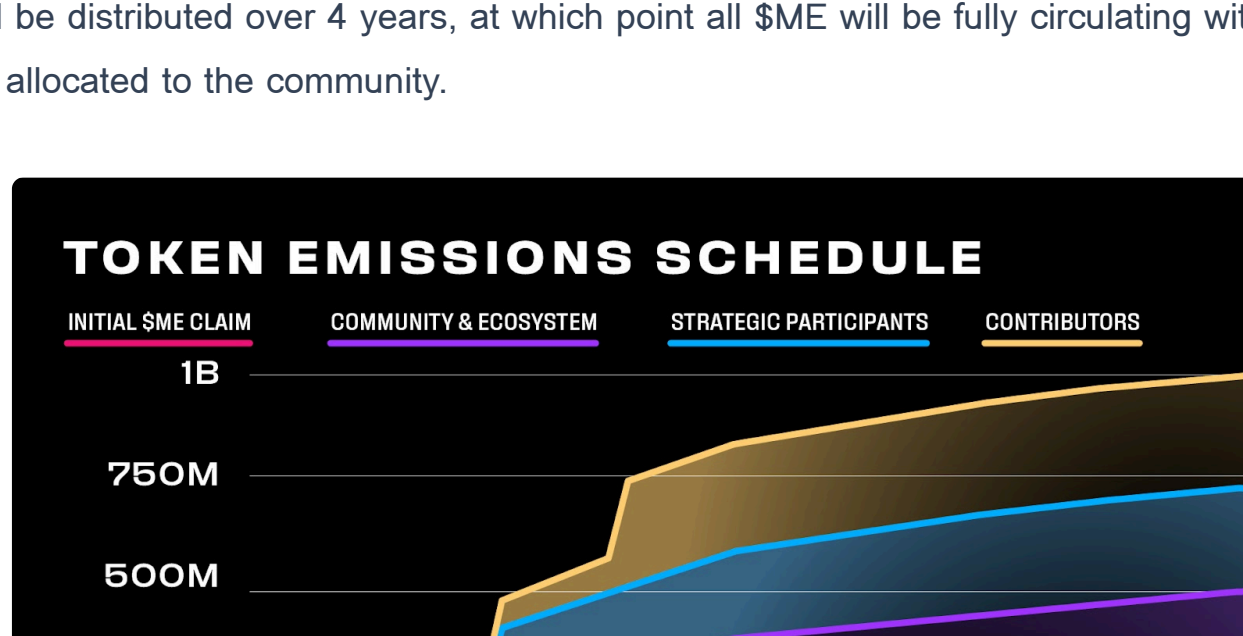 be distributed over 4 years, at which point all $ME will be fully circulating
allocated to the community.
TOKEN EMISSIONS SCHEDULE
INITIAL $ME CLAIM COMMUNITY & ECOSYSTEM STRATEGIC PARTICIPANTS CONTRIBUTORS
1B
750M
500M